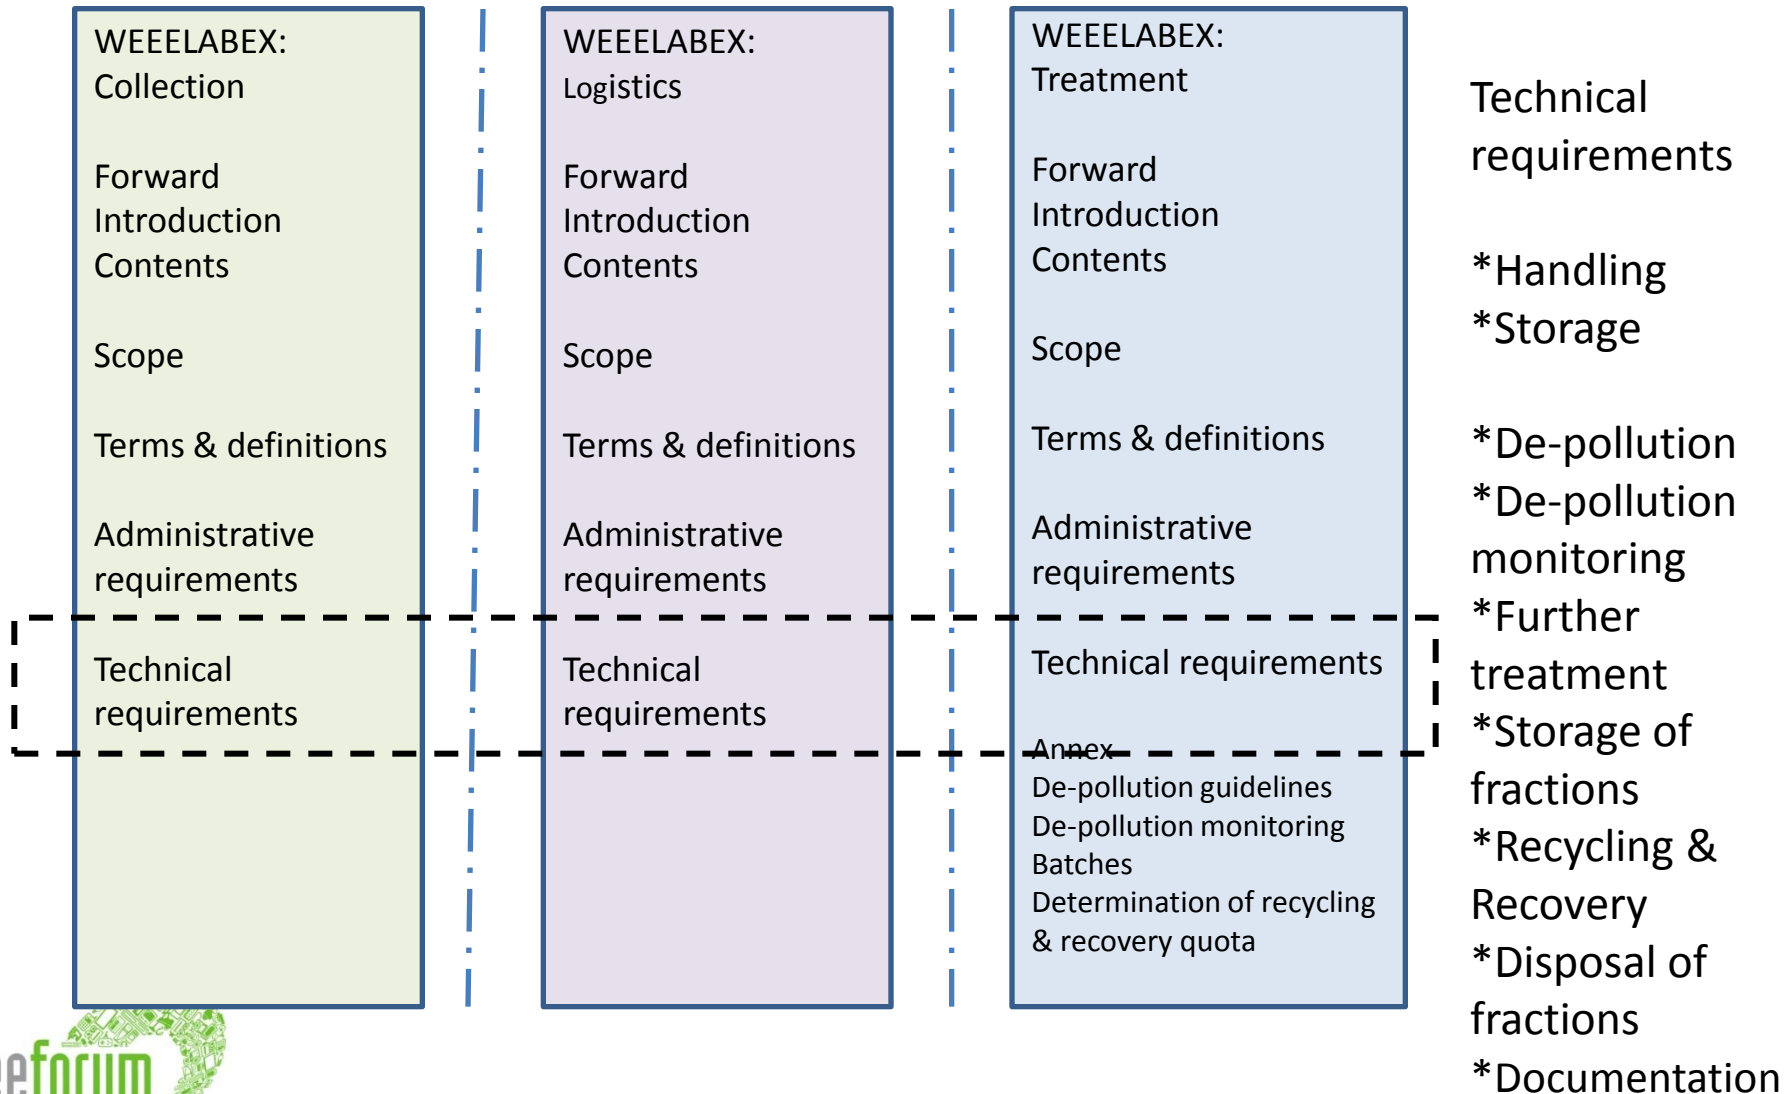 WEEELABEX:
Collection
Forward
Introduction
Contents
Scope
Terms & definitions
Administrative
requirements
Technical
requirements
WEEELABEX:
Logistics
Forward
Introduction
Contents
Scope
Terms & definitions
Administrative
requirements
Technical
requirements
WEEELABEX:
Treatment
Forward
Introduction
Contents
Scope
Terms & definitions
Administrative
requirements
Technical requirements
Annex
De-pollution guidelines
De-pollution monitoring
Batches
Determination of recycling
& recovery quota
Technical
requirements
*Handling
*Storage
*De-pollution
*De-pollution
monitoring
*Further
treatment
*Storage of
fractions
*Recycling &
Recovery
*Disposal of
fractions
*Documentation
eeforum